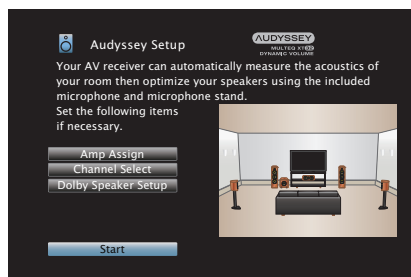 Audyssey Setup
AUDYSSEY
MULTEQ XT32
DYNAMIC VOLUME
Your AV receiver can automatically measure the acoustics of
your room then optimize your speakers using the included
microphone and microphone stand.
Set the following items
if necessary.
Amp Assign
Channel Select
Dolby Speaker Setup
Start